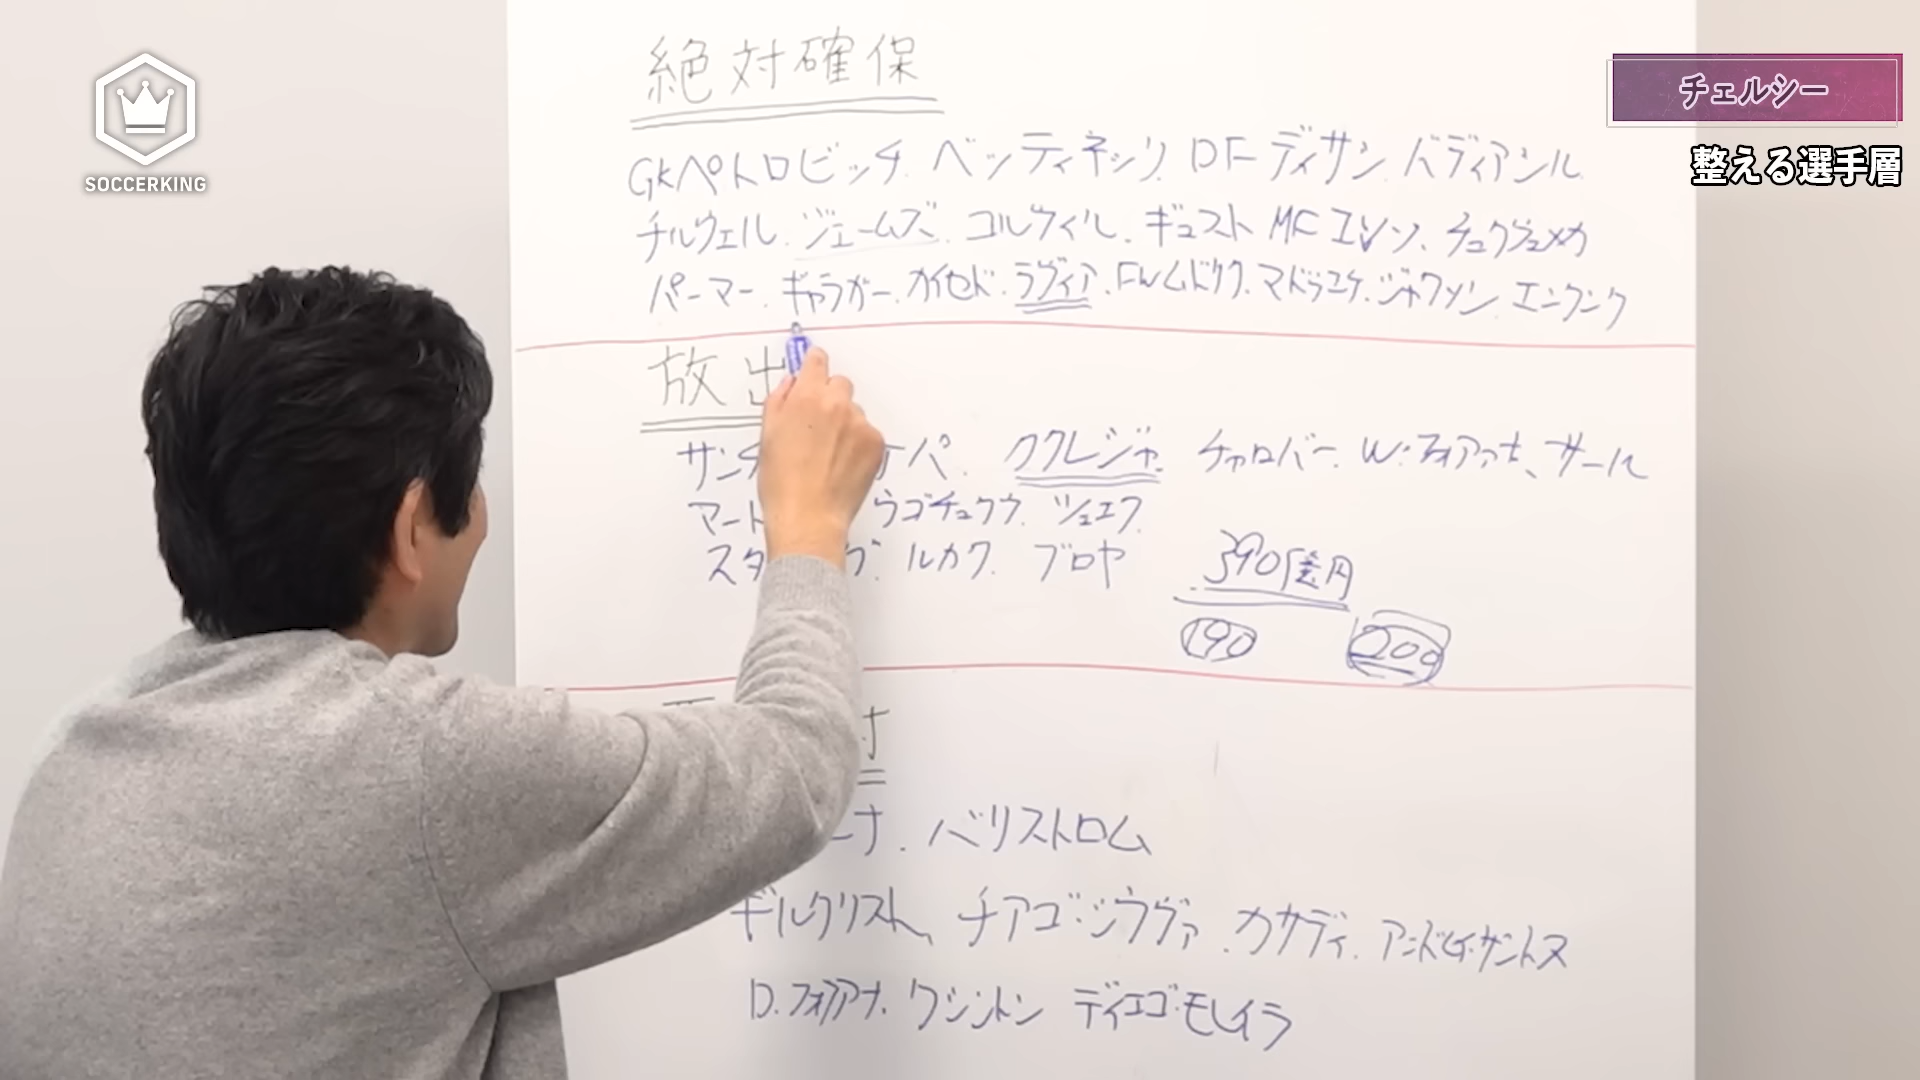 SOCCERKING
チェルシー
整える選手層
絶対確保
GKペトロビッチ. ベッティネッリ DF ディサシ. バディアシル.
チルウェル. ジェームズ. コルウィル. ギュスト MF エンソ、チュクウェメカ
パーマー. ギャラガー. カイセド. ラヴィア. FWムドリク. マドゥエケ. ジャクソン. エンクンク
放出
サンチ ケパ. ククレジャ. チャロバー. W・フォファナ、サール
アート ウゴチュクウ. ツュエフ.
スタ グ. ルカク. ブロヤ
390億円
190
200
ーナ. ベリストロム
ギルクリスト、チアゴ・シウヴァ. カサディ. アンドレイ・サントス
D.フォファナ. ワシントン ディエゴ・モレイラ